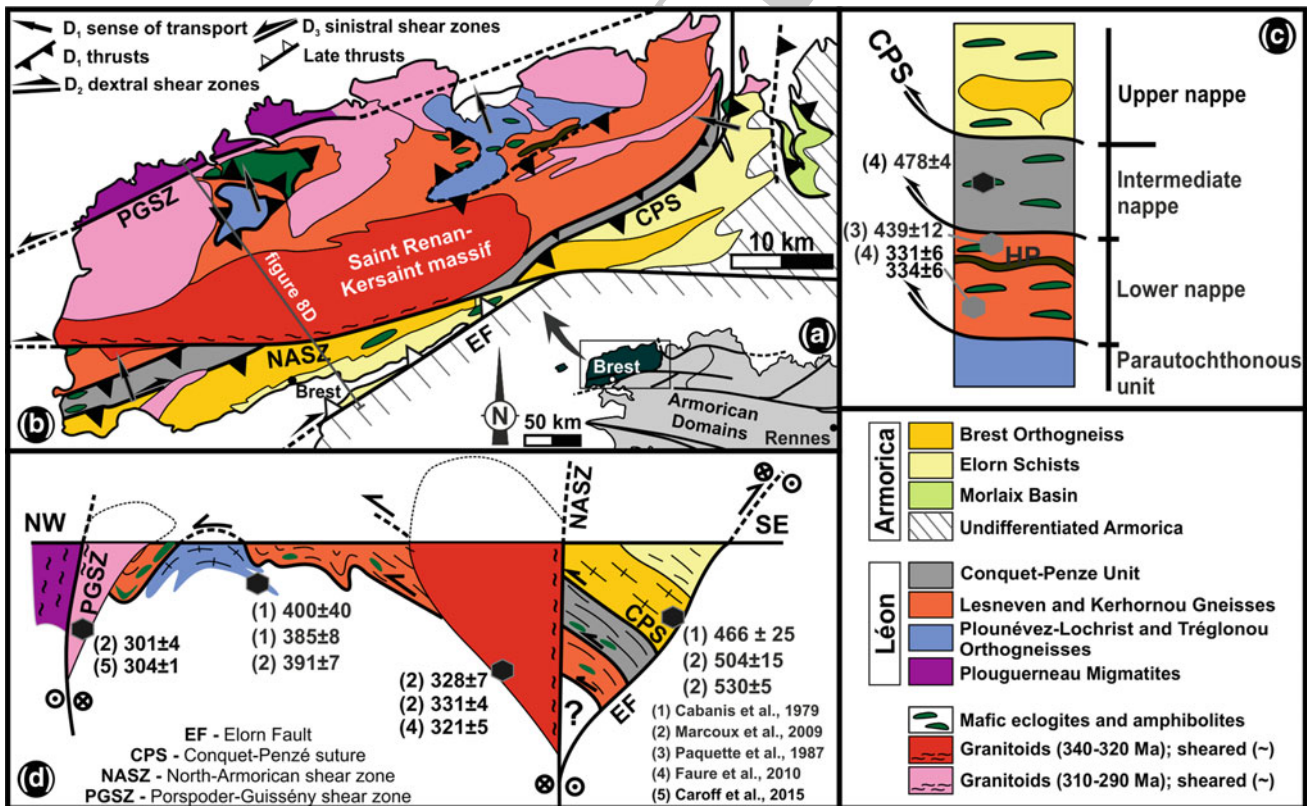 D1 sense of transport
D1 thrusts
D2 dextral shear zones
D3 sinistral shear zones
Late thrusts
PGSZ
figure 8D
Saint Renan-
Kersaint massif
CPS
10 km
NASZ
EF
Brest
(b)
N
50 km
(a)
Brest
Armorican
Domains
Rennes
(c)
CPS
(4) 478±4
(3) 439±12
(4) 331±6
334±6
HP
Upper nappe
Intermediate
nappe
Lower nappe
Parautochthonous
unit
NW
SE
PGSZ
NASZ
CPS
EF
?
(2) 301±4
(5) 304±1
(1) 400±40
(1) 385±8
(2) 391±7
(2) 328±7
(2) 331±4
(4) 321±5
(1) 466 ± 25
(2) 504±15
(2) 530±5
(1) Cabanis et al., 1979
(2) Marcoux et al., 2009
(3) Paquette et al., 1987
(4) Faure et al., 2010
(5) Caroff et al., 2015
EF - Elorn Fault
CPS - Conquet-Penzé suture
NASZ - North-Armorican shear zone
PGSZ - Porspoder-Guissény shear zone
(d)
Armorica
Brest Orthogneiss
Elorn Schists
Morlaix Basin
Undifferentiated Armorica
Léon
Conquet-Penze Unit
Lesneven and Kerhornou Gneisses
Plounévez-Lochrist and Tréglonou
Orthogneisses
Plouguerneau Migmatites
Mafic eclogites and amphibolites
Granitoids (340-320 Ma); sheared (~)
Granitoids (310-290 Ma); sheared (~)